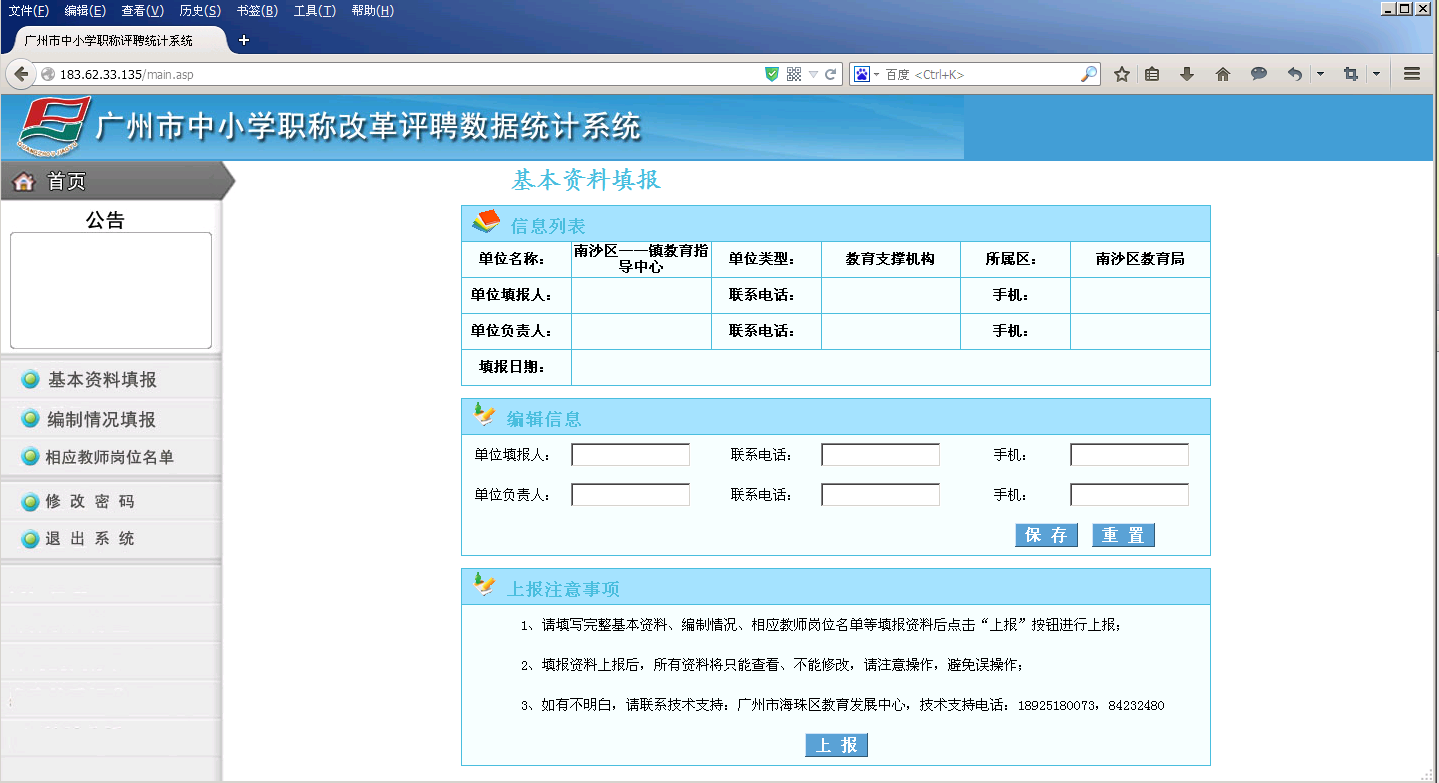 文件(F) 编辑(E) 查看(V) 历史(S) 书签(B) 工具(T) 帮助(H)
广州市中小学职称评聘统计系统
183.62.33.135/main.asp
百度 <Ctrl+K>
广州市中小学职称改革评聘数据统计系统
首页
公告
基本资料填报
编制情况填报
相应教师岗位名单
修改密码
退出系统
基本资料填报
信息列表
单位名称： 南沙区——镇教育指导中心 单位类型： 教育支撑机构 所属区： 南沙区教育局
单位填报人： 联系电话： 手机：
单位负责人： 联系电话： 手机：
填报日期：
编辑信息
单位填报人： 联系电话： 手机：
单位负责人： 联系电话： 手机：
保存 重置
上报注意事项
1、请填写完整基本资料、编制情况、相应教师岗位名单等填报资料后点击“上报”按钮进行上报；
2、填报资料上报后，所有资料将只能查看、不能修改，请注意操作，避免误操作；
3、如有不明白，请联系技术支持：广州市海珠区教育发展中心，技术支持电话：18925180073，84232480
上报